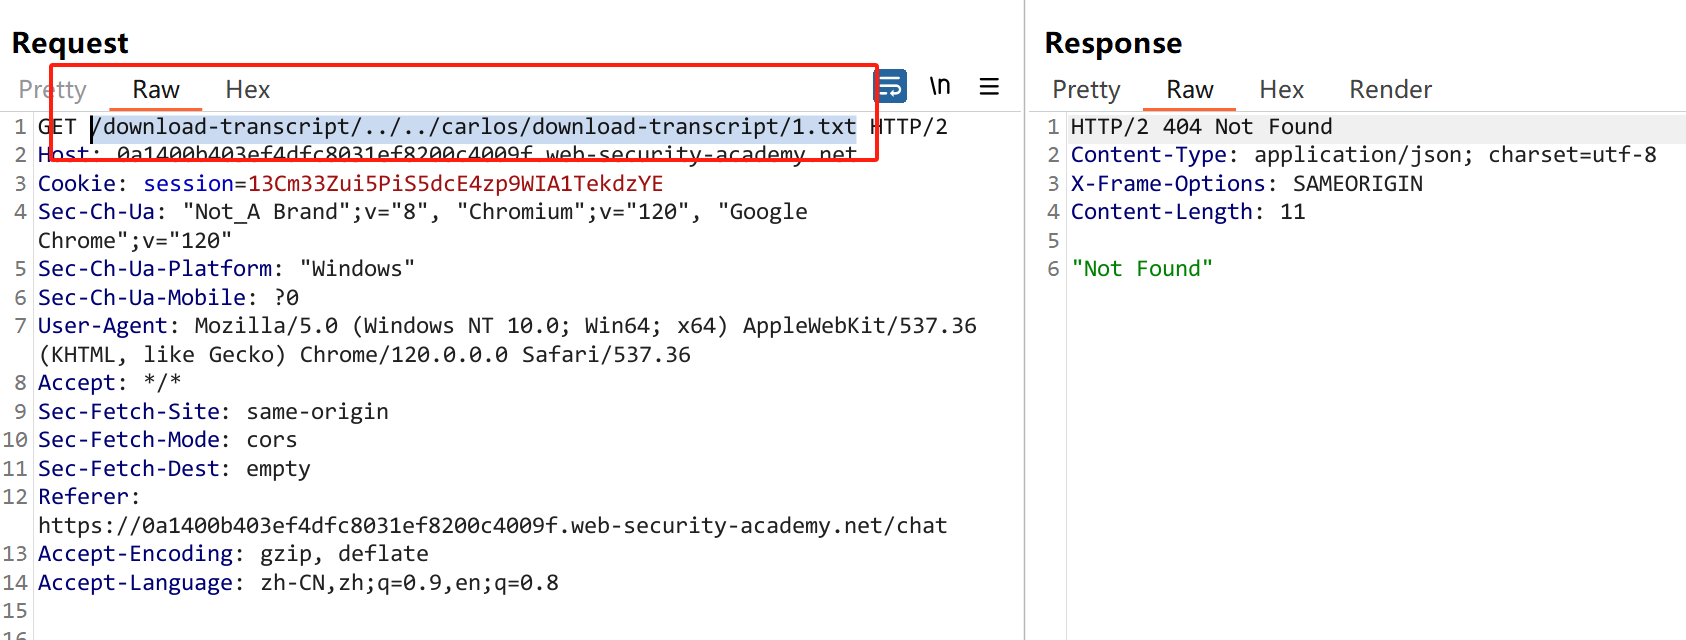 Request
Pretty Raw Hex \n
1 GET /download-transcript/../../carlos/download-transcript/1.txt HTTP/2
2 Host: 0a1400b403ef4dfc8031ef8200c4009f.web-security-academy.net
3 Cookie: session=13Cm33Zui5PiS5dcE4zp9WIA1TekdzYE
4 Sec-Ch-Ua: "Not_A Brand";v="8", "Chromium";v="120", "Google
Chrome";v="120"
5 Sec-Ch-Ua-Platform: "Windows"
6 Sec-Ch-Ua-Mobile: ?0
7 User-Agent: Mozilla/5.0 (Windows NT 10.0; Win64; x64) AppleWebKit/537.36
(KHTML, like Gecko) Chrome/120.0.0.0 Safari/537.36
8 Accept: */*
9 Sec-Fetch-Site: same-origin
10 Sec-Fetch-Mode: cors
11 Sec-Fetch-Dest: empty
12 Referer:
https://0a1400b403ef4dfc8031ef8200c4009f.web-security-academy.net/chat
13 Accept-Encoding: gzip, deflate
14 Accept-Language: zh-CN,zh;q=0.9,en;q=0.8
15
16
Response
Pretty Raw Hex Render
1 HTTP/2 404 Not Found
2 Content-Type: application/json; charset=utf-8
3 X-Frame-Options: SAMEORIGIN
4 Content-Length: 11
5
6 "Not Found"